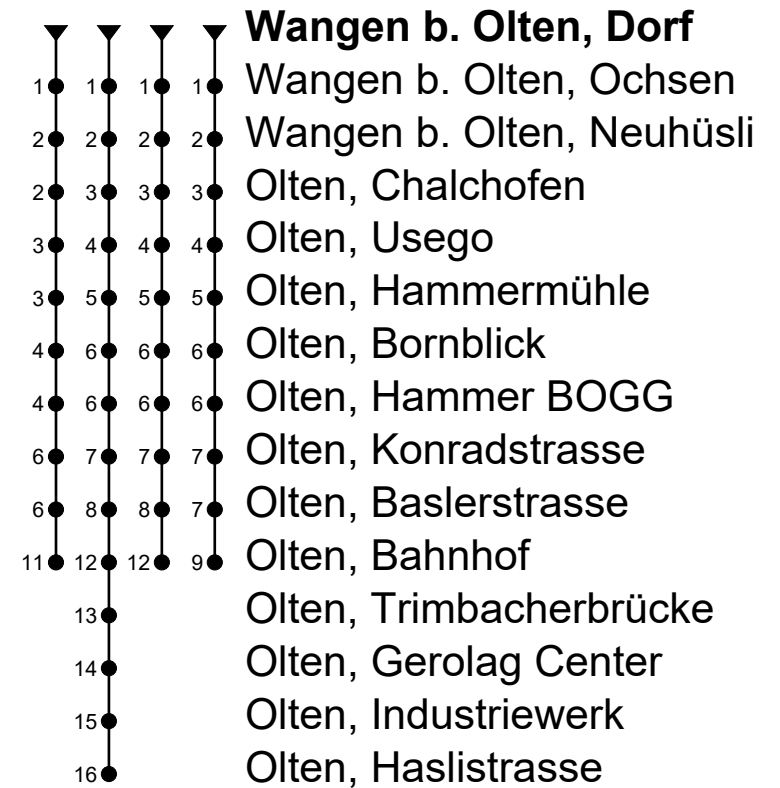 Wangen b. Olten, Dorf
1 1 1 1 Wangen b. Olten, Ochsen
2 2 2 2 Wangen b. Olten, Neuhüsli
2 3 3 3 Olten, Chalchofen
3 4 4 4 Olten, Usego
3 5 5 5 Olten, Hammermühle
4 6 6 6 Olten, Bornblick
4 6 6 6 Olten, Hammer BOGG
6 7 7 7 Olten, Konradstrasse
6 8 8 7 Olten, Baslerstrasse
11 12 12 9 Olten, Bahnhof
13 Olten, Trimbacherbrücke
14 Olten, Gerolag Center
15 Olten, Industriewerk
16 Olten, Haslistrasse